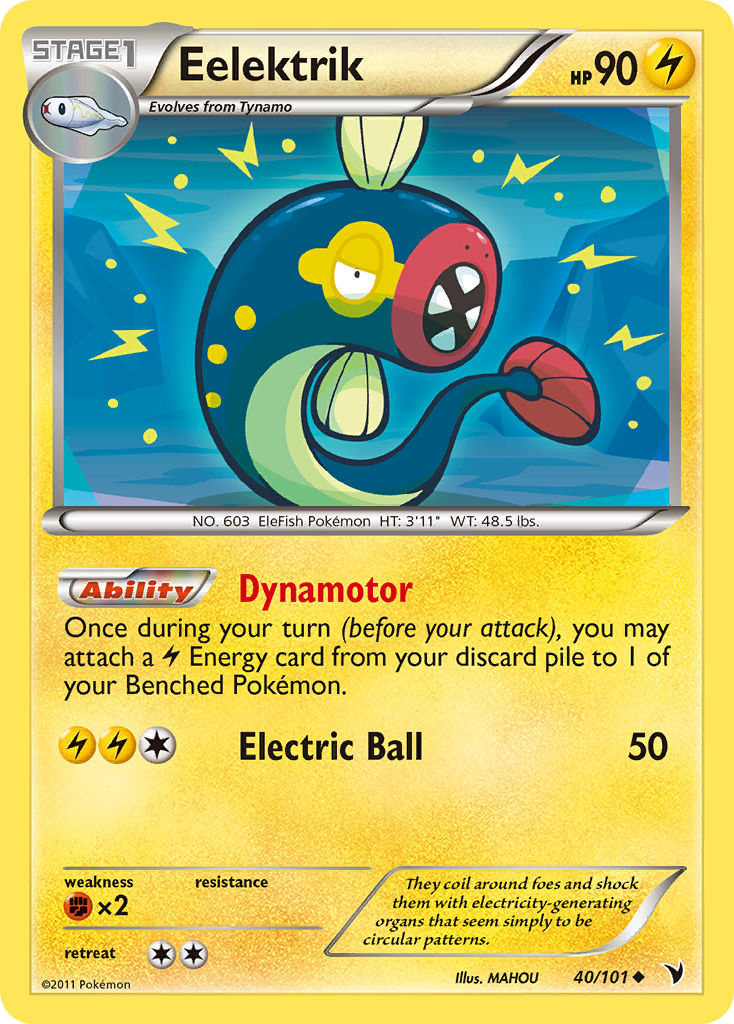 STAGE1
Eelektrik
HP 90
Evolves from Tynamo
NO. 603 EleFish Pokémon HT: 3'11" WT: 48.5 lbs.
Ability Dynamotor
Once during your turn (before your attack), you may
attach a Energy card from your discard pile to 1 of
your Benched Pokémon.
Electric Ball 50
weakness resistance
×2
retreat
They coil around foes and shock
them with electricity-generating
organs that seem simply to be
circular patterns.
©2011 Pokémon
Illus. MAHOU 40/101